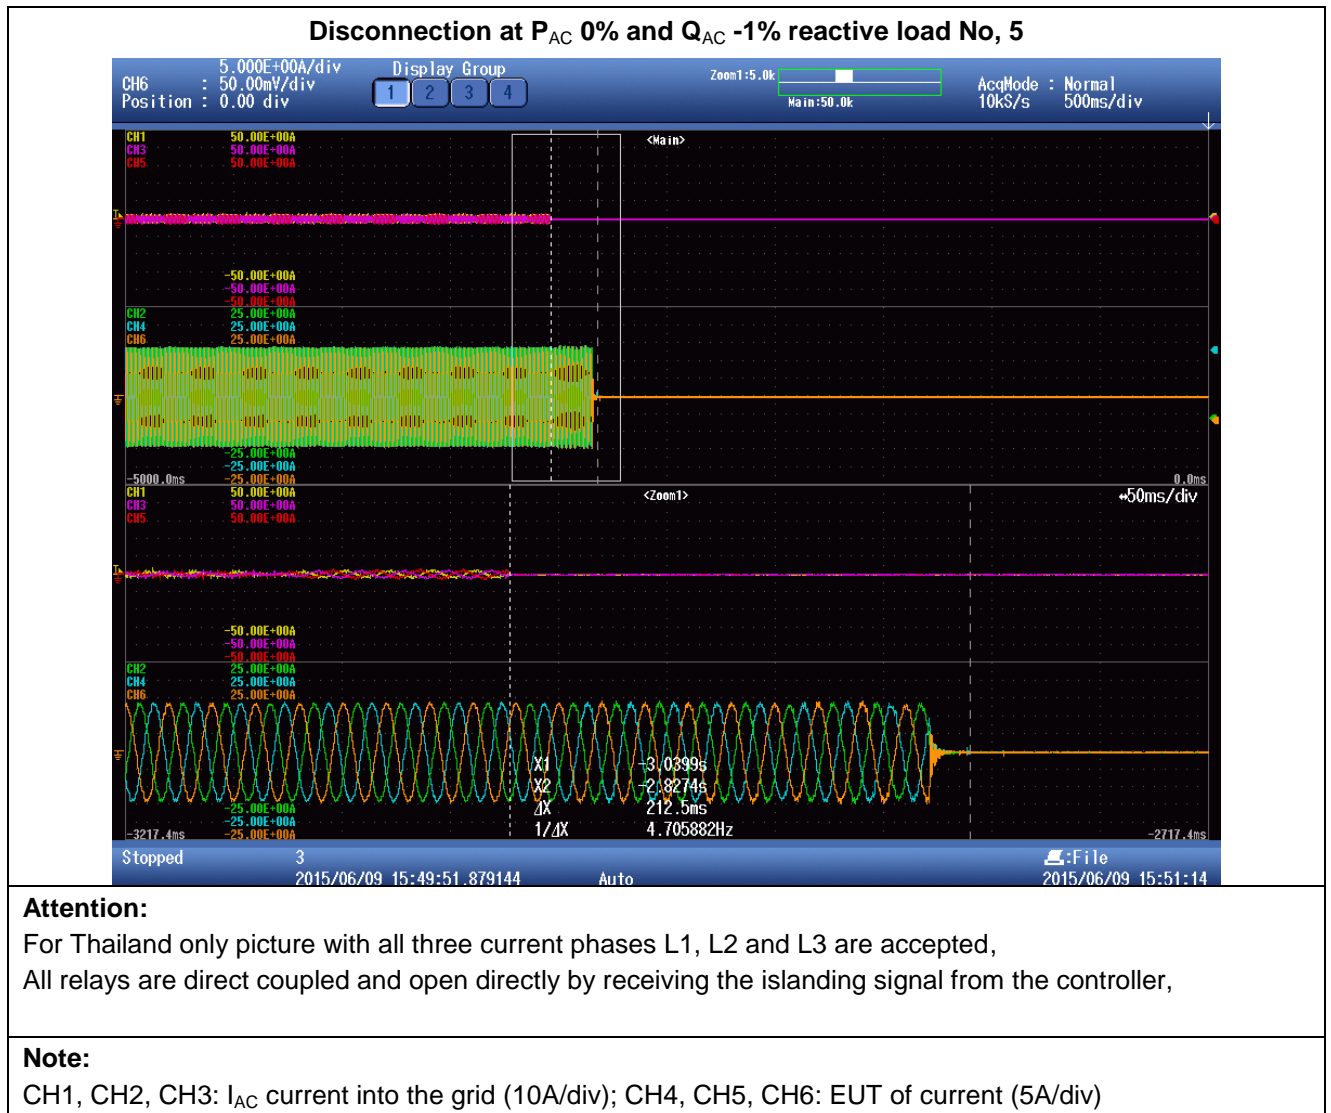 Disconnection at PAC 0% and QAC -1% reactive load No, 5
5.000E+00A/div
CH6 : 50.00mV/div
Position : 0.00 div
Display Group
1 2 3 4
Zoom1:5.0k
Main:50.0k
AcqMode : Normal
10kS/s 500ms/div
<Main>
CH1 50.00E+00A
CH3 50.00E+00A
CH5 50.00E+00A
-50.00E+00A
-50.00E+00A
-50.00E+00A
CH2 25.00E+00A
CH4 25.00E+00A
CH6 25.00E+00A
-25.00E+00A
-25.00E+00A
-25.00E+00A
-5000.0ms 0.0ms
<Zoom1>
↔50ms/div
CH1 50.00E+00A
CH3 50.00E+00A
CH5 50.00E+00A
-50.00E+00A
-50.00E+00A
-50.00E+00A
CH2 25.00E+00A
CH4 25.00E+00A
CH6 25.00E+00A
X1 -3.0399s
X2 -2.8274s
ΔX 212.5ms
1/ΔX 4.705882Hz
-25.00E+00A
-25.00E+00A
-25.00E+00A
-3217.4ms -2717.4ms
Stopped 3
2015/06/09 15:49:51.879144 Auto
:File
2015/06/09 15:51:14
Attention:
For Thailand only picture with all three current phases L1, L2 and L3 are accepted,
All relays are direct coupled and open directly by receiving the islanding signal from the controller,
Note:
CH1, CH2, CH3: IAC current into the grid (10A/div); CH4, CH5, CH6: EUT of current (5A/div)